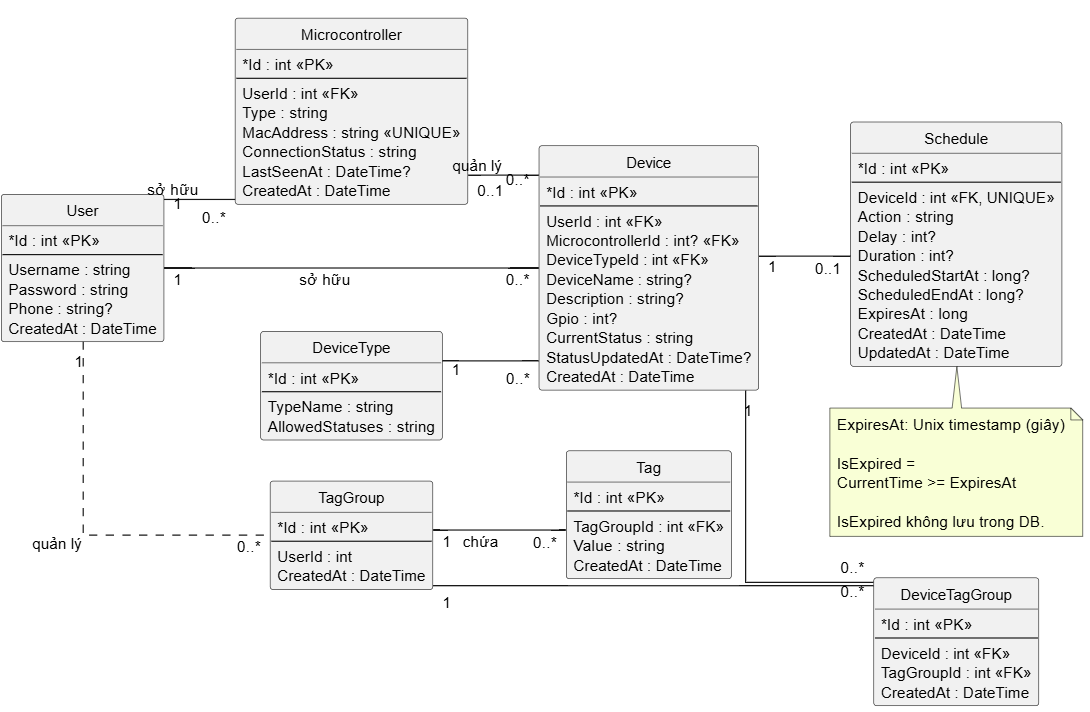 Microcontroller
*Id : int «PK»
UserId : int «FK»
Type : string
MacAddress : string «UNIQUE»
ConnectionStatus : string
LastSeenAt : DateTime?
CreatedAt : DateTime
User
*Id : int «PK»
Username : string
Password : string
Phone : string?
CreatedAt : DateTime
sở hữu
1
0..*
quản lý
0..1
0..*
Device
*Id : int «PK»
UserId : int «FK»
MicrocontrollerId : int? «FK»
DeviceTypeId : int «FK»
DeviceName : string?
Description : string?
Gpio : int?
CurrentStatus : string
StatusUpdatedAt : DateTime?
CreatedAt : DateTime
1
sở hữu
0..*
Schedule
*Id : int «PK»
DeviceId : int «FK, UNIQUE»
Action : string
Delay : int?
Duration : int?
ScheduledStartAt : long?
ScheduledEndAt : long?
ExpiresAt : long
CreatedAt : DateTime
UpdatedAt : DateTime
1
0..1
DeviceType
*Id : int «PK»
TypeName : string
AllowedStatuses : string
1
0..*
ExpiresAt: Unix timestamp (giây)
IsExpired =
CurrentTime >= ExpiresAt
IsExpired không lưu trong DB.
1
quản lý
0..*
TagGroup
*Id : int «PK»
UserId : int
CreatedAt : DateTime
1
chứa
0..*
Tag
*Id : int «PK»
TagGroupId : int «FK»
Value : string
CreatedAt : DateTime
1
0..*
1
0..*
DeviceTagGroup
*Id : int «PK»
DeviceId : int «FK»
TagGroupId : int «FK»
CreatedAt : DateTime